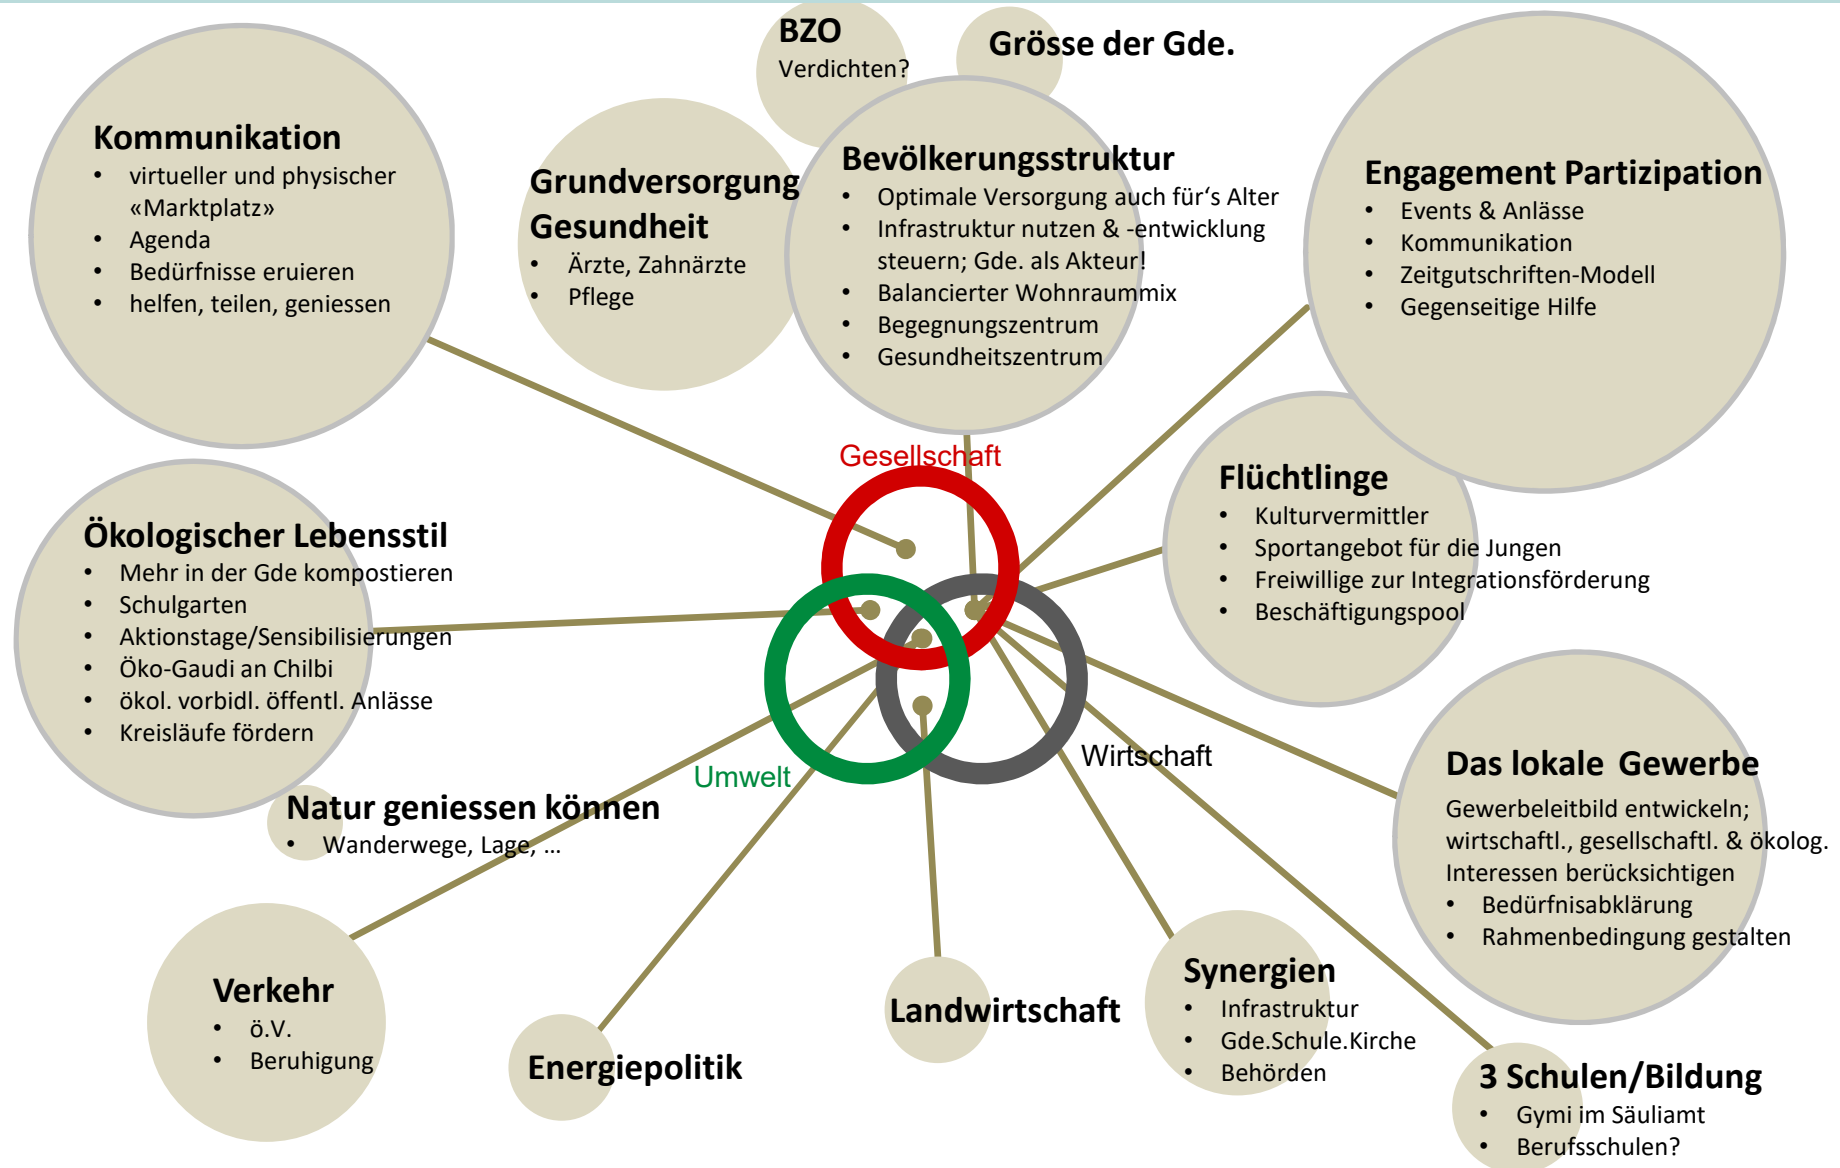 BZO
Verdichten?
Grösse der Gde.
Kommunikation
• virtueller und physischer
«Marktplatz»
• Agenda
• Bedürfnisse eruieren
• helfen, teilen, geniessen
Grundversorgung
Gesundheit
• Ärzte, Zahnärzte
• Pflege
Bevölkerungsstruktur
• Optimale Versorgung auch für‘s Alter
• Infrastruktur nutzen & -entwicklung
steuern; Gde. als Akteur!
• Balancierter Wohnraummix
• Begegnungszentrum
• Gesundheitszentrum
Engagement Partizipation
• Events & Anlässe
• Kommunikation
• Zeitgutschriften-Modell
• Gegenseitige Hilfe
Gesellschaft
Flüchtlinge
• Kulturvermittler
• Sportangebot für die Jungen
• Freiwillige zur Integrationsförderung
• Beschäftigungspool
Ökologischer Lebensstil
• Mehr in der Gde kompostieren
• Schulgarten
• Aktionstage/Sensibilisierungen
• Öko-Gaudi an Chilbi
• ökol. vorbidl. öffentl. Anlässe
• Kreisläufe fördern
Umwelt
Wirtschaft
Das lokale Gewerbe
Gewerbeleitbild entwickeln;
wirtschaftl., gesellschaftl. & ökolog.
Interessen berücksichtigen
• Bedürfnisabklärung
• Rahmenbedingung gestalten
Natur geniessen können
• Wanderwege, Lage, …
Verkehr
• ö.V.
• Beruhigung
Energiepolitik
Landwirtschaft
Synergien
• Infrastruktur
• Gde.Schule.Kirche
• Behörden
3 Schulen/Bildung
• Gymi im Säuliamt
• Berufsschulen?